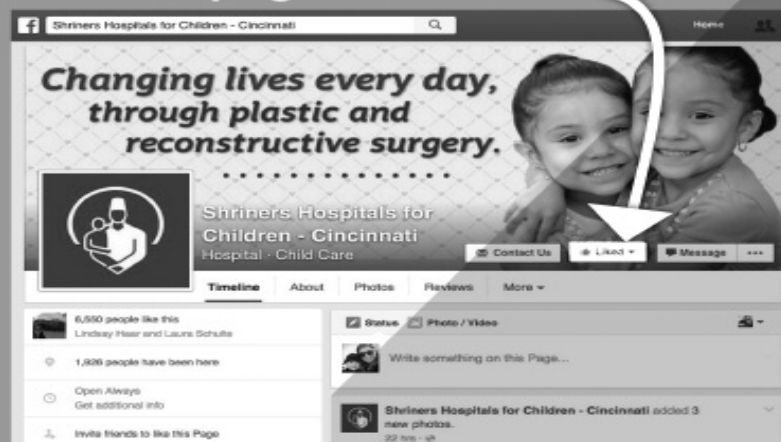 Shriners Hospitals for Children - Cincinnati
Home
Changing lives every day,
through plastic and
reconstructive surgery.
Shriners Hospitals for
Children - Cincinnati
Hospital · Child Care
Contact Us
Liked
Message
Timeline
About
Photos
Reviews
More
6,550 people like this
Lindsay Haar and Laura Schulte
1,926 people have been here
Open Always
Get additional info
Invite friends to like this Page
Status
Photo / Video
Write something on this Page...
Shriners Hospitals for Children - Cincinnati added 3
new photos.
22 hrs